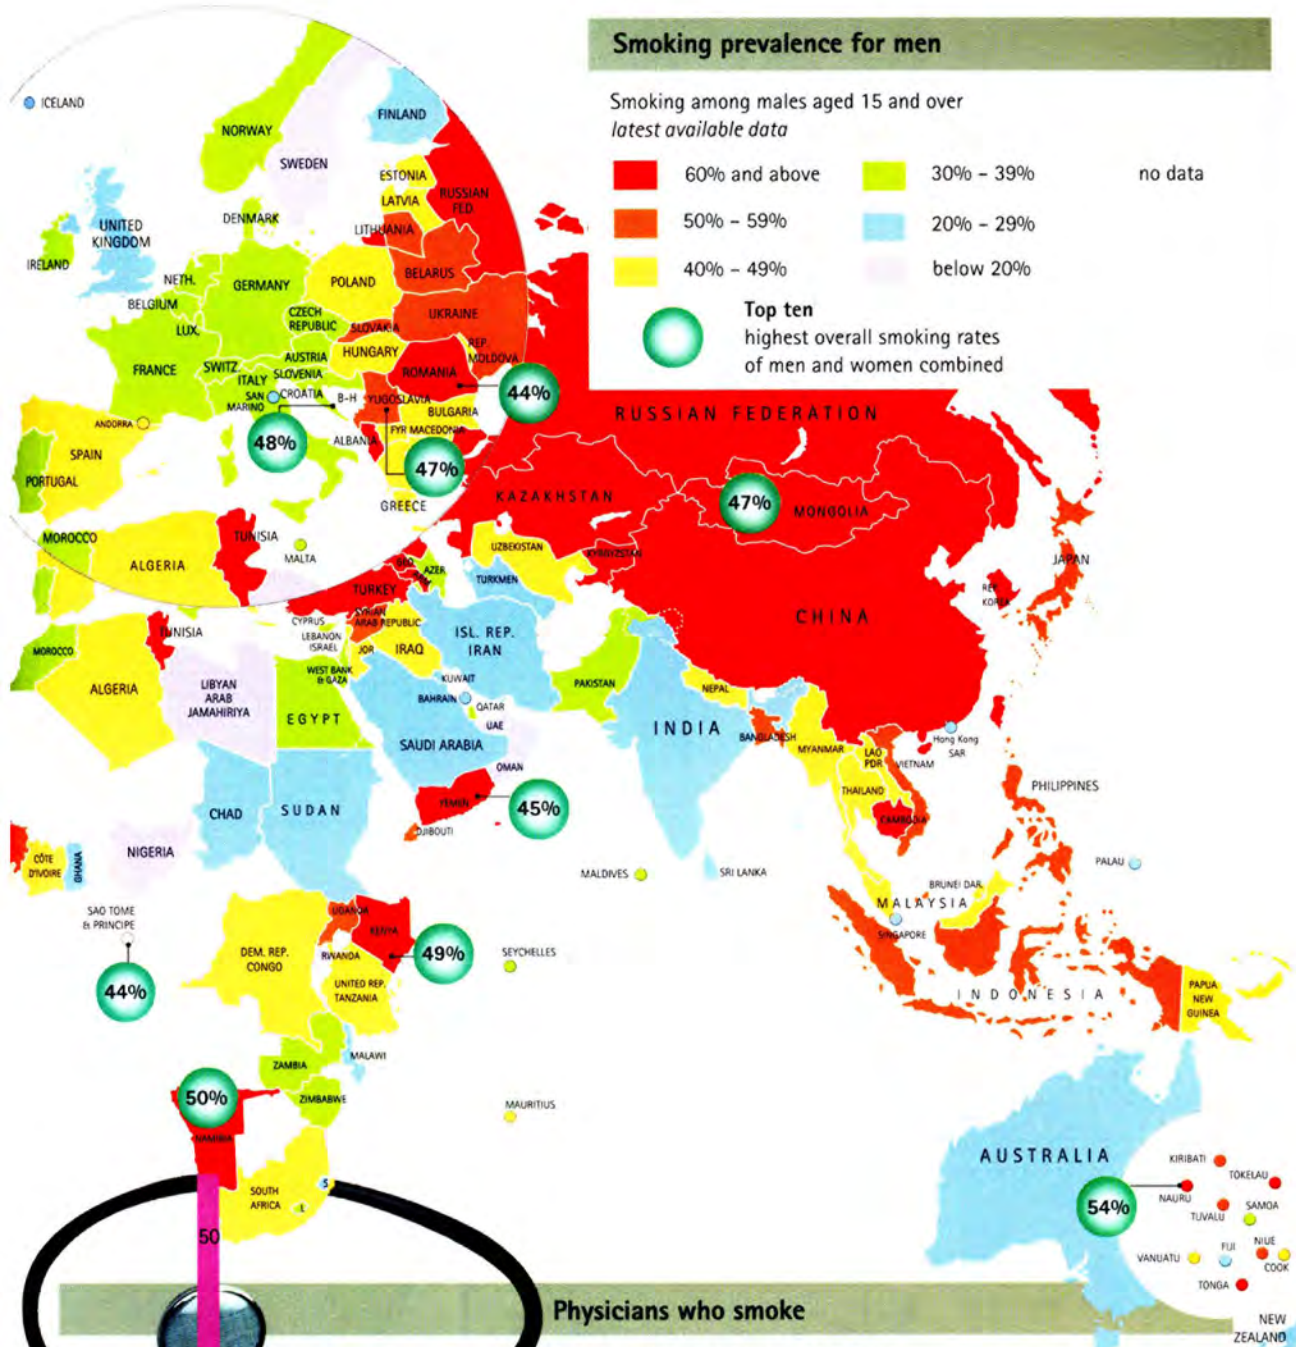 Smoking prevalence for men
Smoking among males aged 15 and over
latest available data
60% and above
50% – 59%
40% – 49%
30% – 39%
20% – 29%
below 20%
no data
Top ten
highest overall smoking rates
of men and women combined
ICELAND
NORWAY
SWEDEN
FINLAND
ESTONIA
LATVIA
RUSSIAN
FED.
LITHUANIA
DENMARK
UNITED
KINGDOM
IRELAND
NETH.
BELGIUM
LUX.
GERMANY
POLAND
BELARUS
CZECH
REPUBLIC
SLOVAKIA
UKRAINE
FRANCE
SWITZ.
AUSTRIA
SLOVENIA
HUNGARY
REP.
MOLDOVA
ROMANIA
44%
ITALY
SAN
MARINO
CROATIA
B-H
YUGOSLAVIA
BULGARIA
FYR MACEDONIA
ALBANIA
48%
47%
GREECE
ANDORRA
SPAIN
PORTUGAL
MOROCCO
ALGERIA
TUNISIA
MALTA
RUSSIAN FEDERATION
KAZAKHSTAN
47%
MONGOLIA
UZBEKISTAN
KYRGYZSTAN
TURKMEN
GEO
AZER
TURKEY
CHINA
JAPAN
REP.
KOREA
CYPRUS
SYRIAN
ARAB REPUBLIC
LEBANON
ISRAEL
JOR
IRAQ
ISL. REP.
IRAN
WEST BANK
& GAZA
KUWAIT
BAHRAIN
QATAR
UAE
PAKISTAN
NEPAL
INDIA
BANGLADESH
MYANMAR
LAO
PDR
VIETNAM
Hong Kong
SAR
THAILAND
CAMBODIA
PHILIPPINES
TUNISIA
MOROCCO
ALGERIA
LIBYAN
ARAB
JAMAHIRIYA
EGYPT
SAUDI ARABIA
OMAN
YEMEN
45%
DJIBOUTI
CHAD
SUDAN
NIGERIA
CÔTE
D'IVOIRE
GHANA
SAO TOME
& PRINCIPE
44%
UGANDA
KENYA
49%
DEM. REP.
CONGO
RWANDA
UNITED REP.
TANZANIA
SEYCHELLES
MALDIVES
SRI LANKA
PALAU
BRUNEI DAR.
MALAYSIA
SINGAPORE
INDONESIA
PAPUA
NEW
GUINEA
ZAMBIA
MALAWI
ZIMBABWE
50%
NAMIBIA
MAURITIUS
SOUTH
AFRICA
S
L
50
AUSTRALIA
54%
KIRIBATI
TOKELAU
NAURU
TUVALU
SAMOA
VANUATU
FIJI
NIUE
COOK
TONGA
NEW
ZEALAND
Physicians who smoke